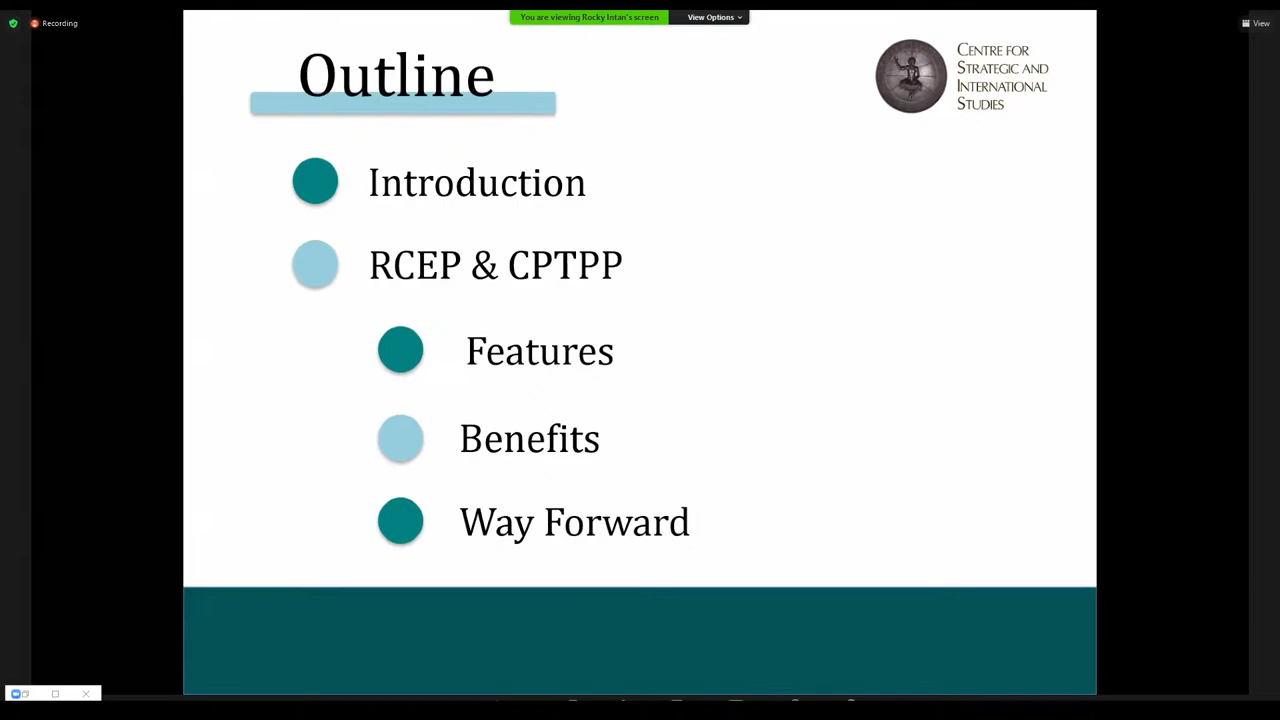 Recording
You are viewing Rocky Intan's screen
View Options
View
Outline
CENTRE FOR
STRATEGIC AND
INTERNATIONAL
STUDIES
Introduction
RCEP & CPTPP
Features
Benefits
Way Forward